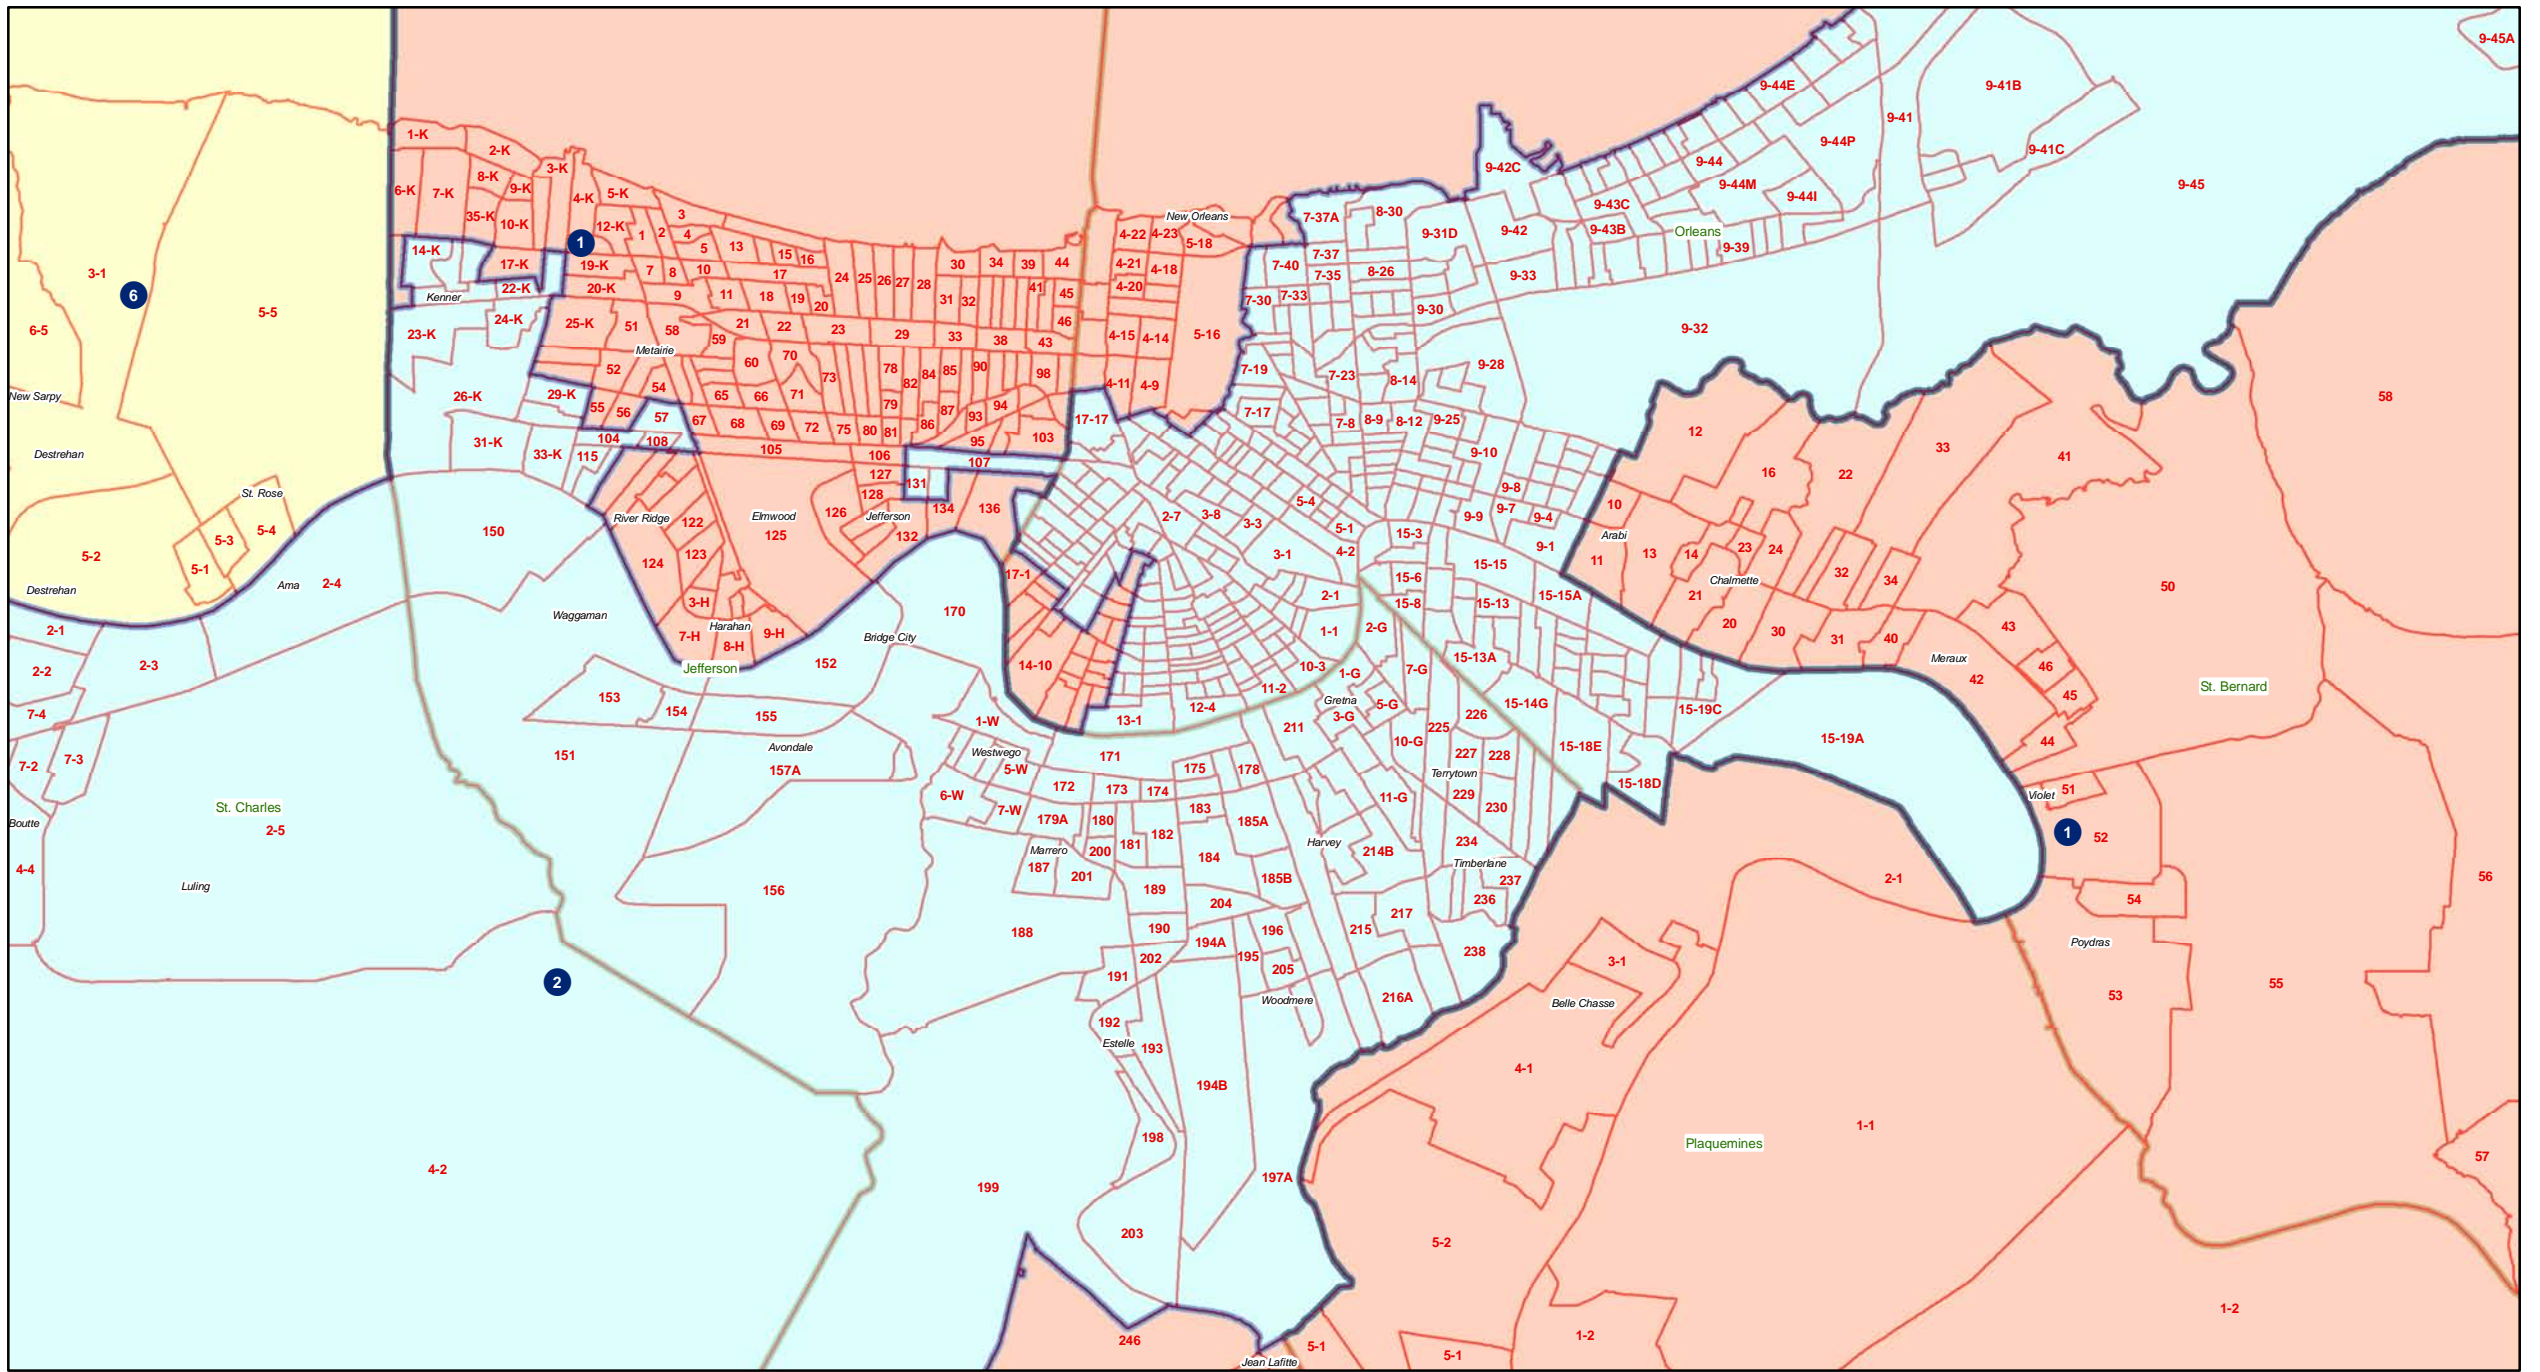 9-45A
9-44E
9-41B
9-41
1-K
2-K
9-44P
9-41C
3-K
9-44
9-42C
8-K
9-K
6-K
7-K
4-K
5-K
9-44M
9-45
9-44I
9-43C
35-K
10-K
12-K
3
New Orleans
7-37A
8-30
1
2
4
4-22
4-23
5-18
9-31D
9-42
9-43B
Orleans
14-K
1
5
13
15
16
7-37
9-39
17-K
19-K
7
8
10
17
24
25
26
27
28
30
34
39
44
4-21
4-18
7-40
7-35
8-26
9-33
3-1
6
22-K
20-K
9
11
18
19
20
31
32
41
45
4-20
7-30
7-33
Kenner
5-5
24-K
25-K
51
58
21
22
23
29
33
38
46
43
4-15
4-14
5-16
9-30
9-32
6-5
23-K
59
Metairie
60
70
73
78
82
84
85
90
98
7-19
7-23
8-14
9-28
52
54
4-11
4-9
New Sarpy
26-K
29-K
55
56
57
65
66
71
79
87
93
94
58
7-17
17-17
7-8
8-9
8-12
9-25
67
68
69
72
75
80
81
86
95
103
12
33
31-K
104
108
33-K
115
105
106
107
9-10
Destrehan
16
22
41
127
131
128
9-8
St. Rose
5-4
10
5-4
River Ridge
122
Elmwood
126
Jefferson
134
136
2-7
3-8
3-3
9-9
9-7
9-4
5-3
150
125
132
5-1
15-3
Arabi
13
14
23
24
5-2
5-1
124
123
3-1
4-2
9-1
11
Destrehan
Ama
2-4
17-1
15-6
15-15
Chalmette
32
34
50
3-H
2-1
15-8
15-13
15-15A
21
2-1
Waggaman
170
7-H
Harahan
8-H
9-H
Bridge City
1-1
2-G
20
30
31
40
43
2-2
2-3
Jefferson
152
14-10
10-3
1-G
7-G
15-13A
Meraux
42
46
45
St. Bernard
153
154
155
1-W
13-1
12-4
11-2
Gretna
3-G
5-G
226
15-14G
15-19C
7-4
7-2
7-3
151
Avondale
157A
Westwego
5-W
171
211
10-G
225
227
228
15-18E
15-19A
44
175
178
Terrytown
15-18D
6-W
7-W
172
173
174
11-G
229
230
Violet
51
St. Charles
2-5
Boutte
179A
180
183
185A
1
52
182
181
Harvey
214B
234
Marrero
187
200
184
Timberlane
4-4
Luling
156
201
189
185B
237
236
2-1
56
54
204
217
188
190
196
215
194A
202
195
205
238
3-1
Poydras
2
191
Woodmere
216A
Belle Chasse
53
55
192
Estelle
193
194B
4-1
198
1-1
Plaquemines
57
4-2
199
197A
203
5-2
1-2
246
5-1
1-2
5-1
Jean Lafitte